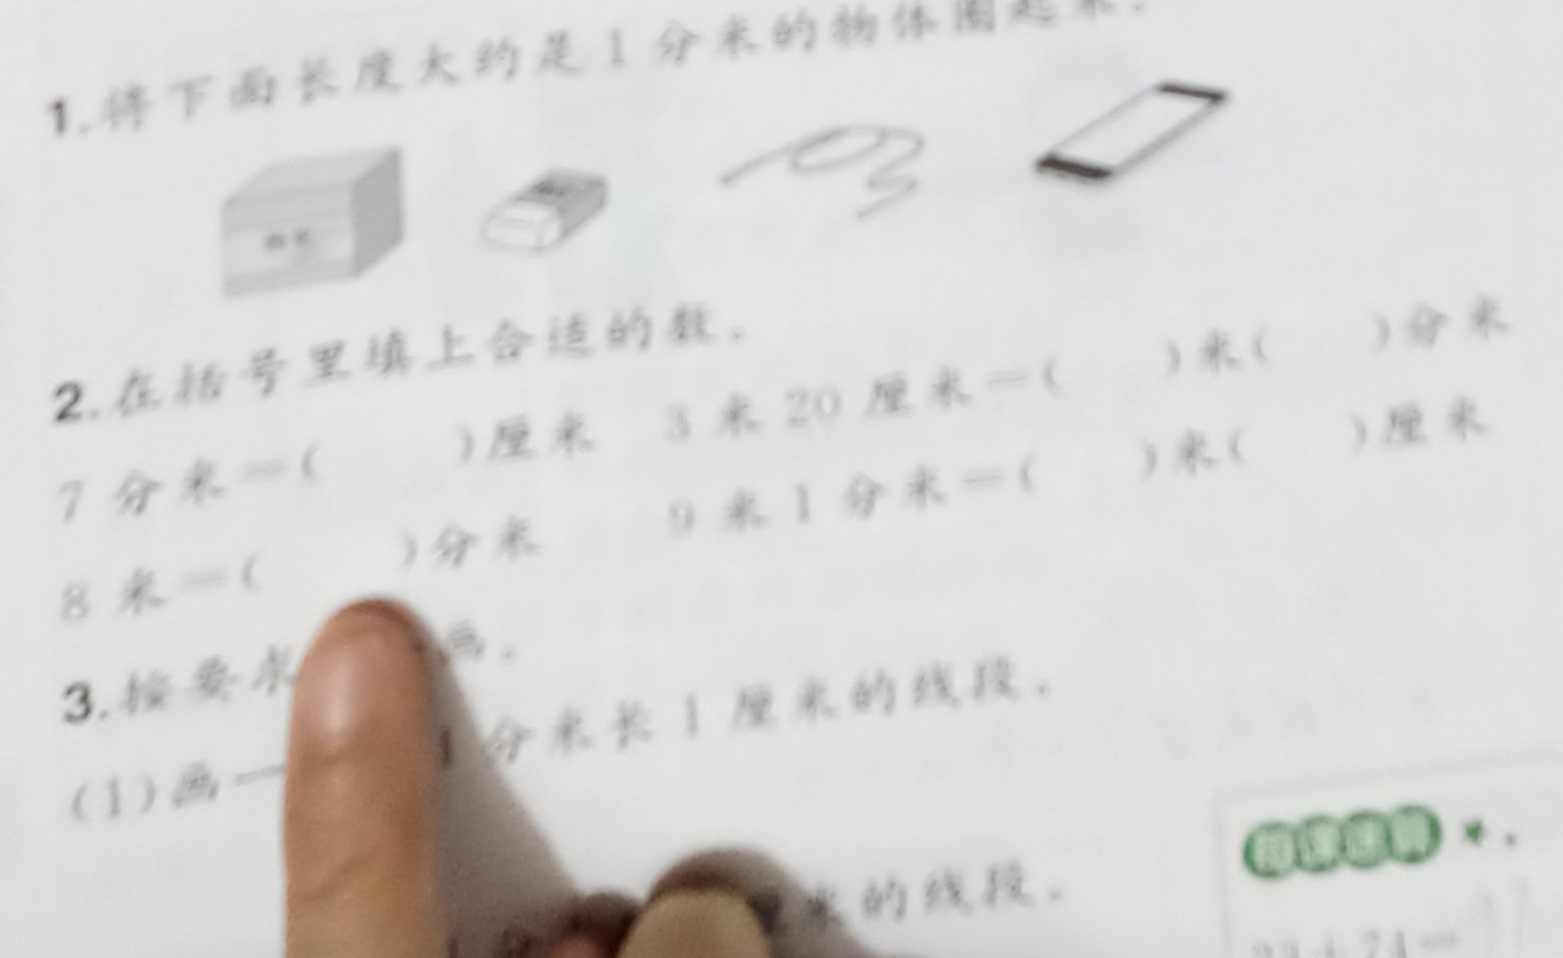 1.将下面长度大约是1分米的物体圈起来.
2.在括号里填上合适的数.
7分米=( )厘米 3米20厘米=( )米( )分米
8米=( )分米 9米1分米=( )米( )厘米
3.按要求 画.
(1)画一 1分米长1厘米的线段.
厘米的线段.